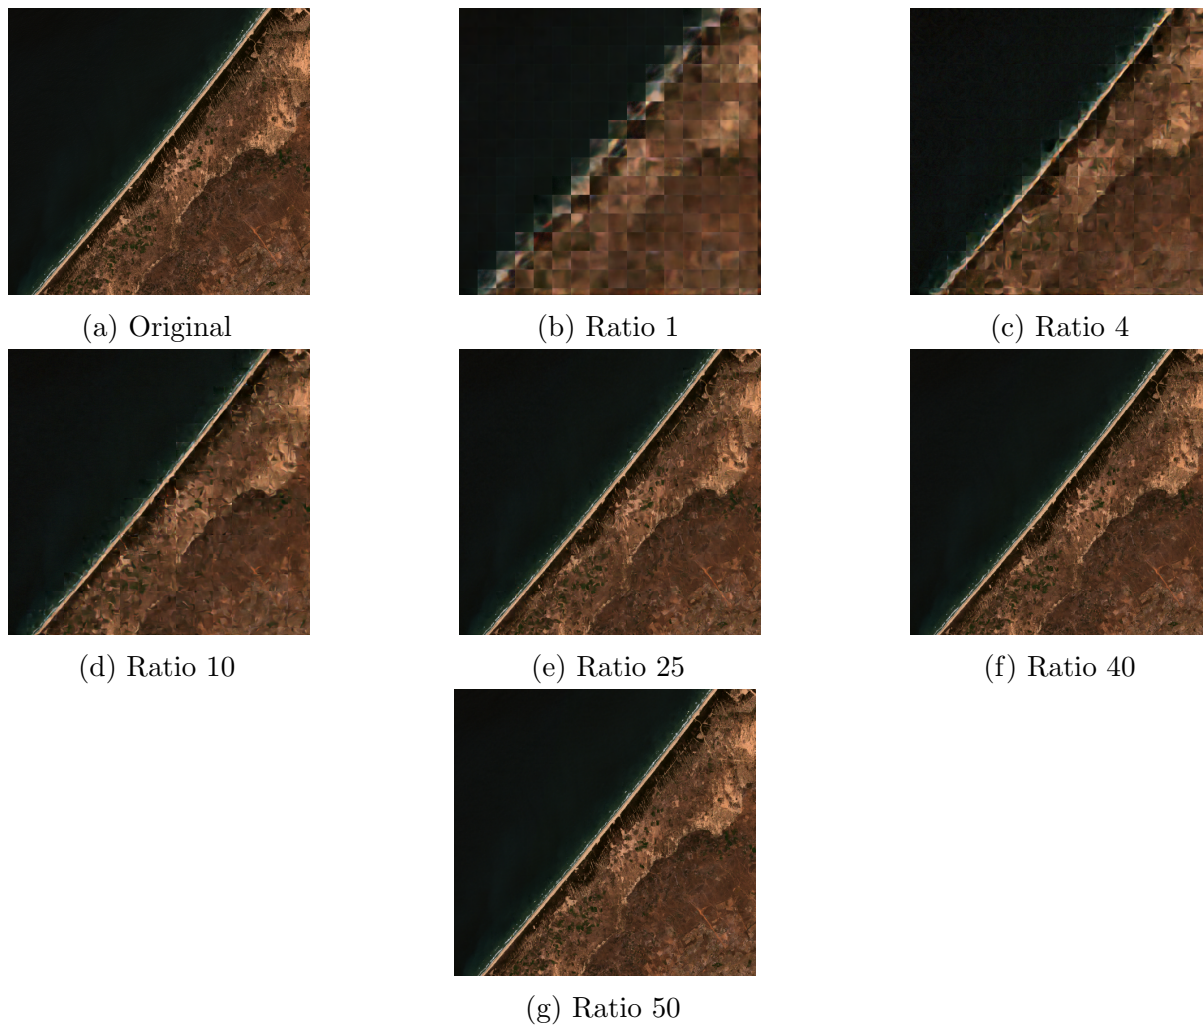 (a) Original
(b) Ratio 1
(c) Ratio 4
(d) Ratio 10
(e) Ratio 25
(f) Ratio 40
(g) Ratio 50